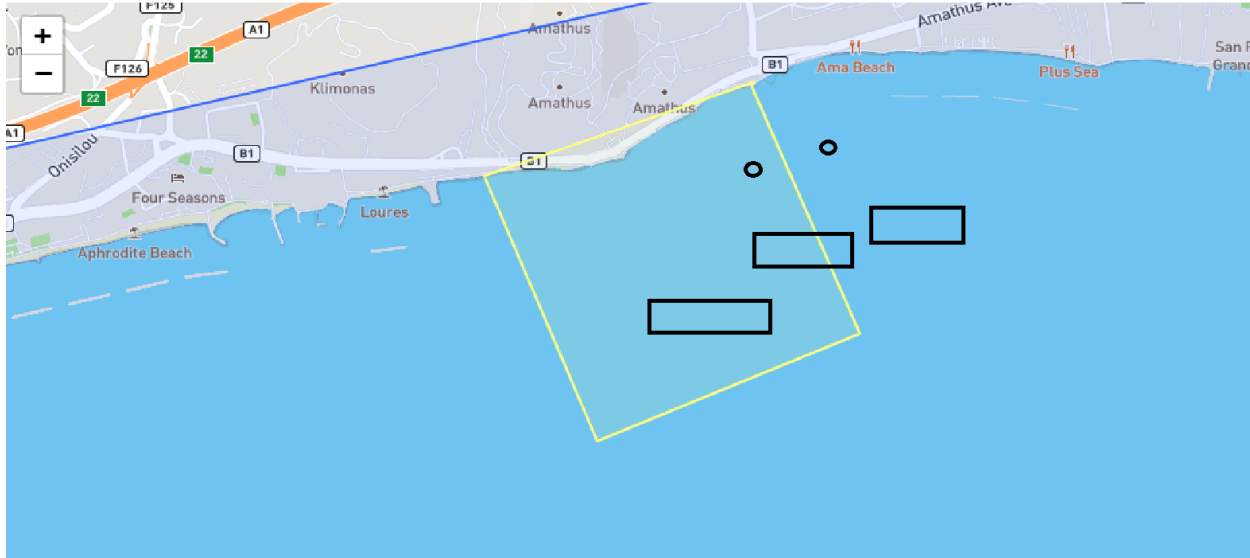 +
−
F125
A1
22
F126
22
A1
Onisilou
B1
Four Seasons
Aphrodite Beach
Klimonas
Loures
Amathus
Amathus
Amathus
B1
B1
Amathus Av
Ama Beach
Plus Sea
San F
Grand